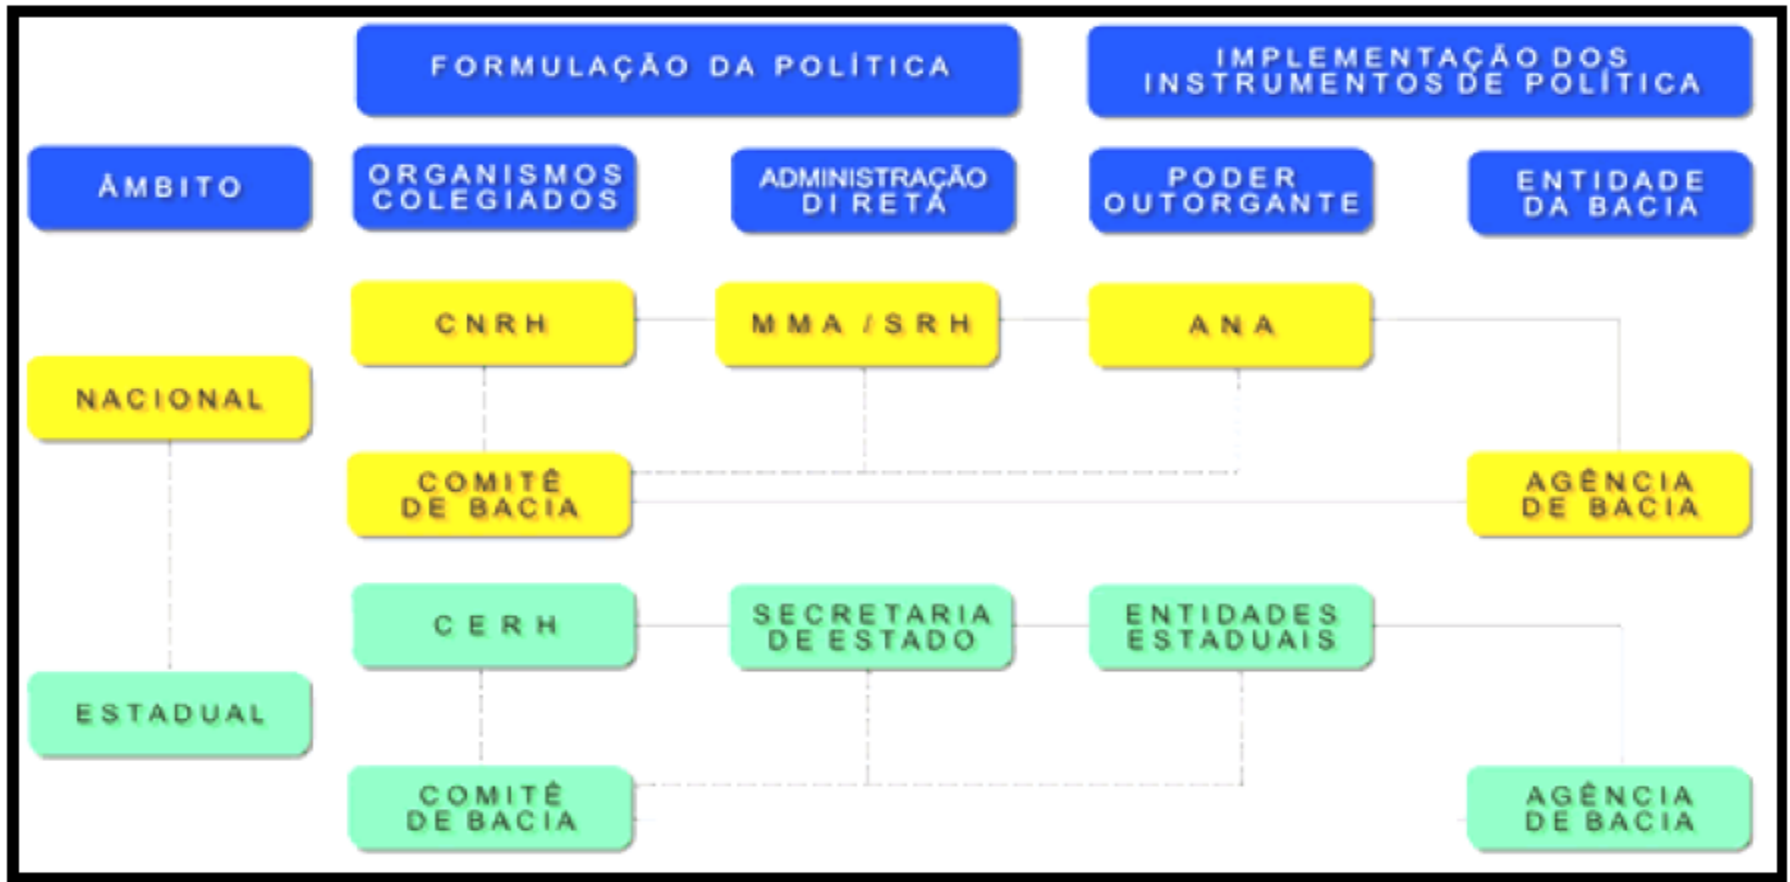 FORMULAÇÃO DA POLÍTICA
IMPLEMENTAÇÃO DOS
INSTRUMENTOS DE POLÍTICA
ÂMBITO
ORGANISMOS
COLEGIADOS
ADMINISTRAÇÃO
DIRETA
PODER
OUTORGANTE
ENTIDADE
DA BACIA
NACIONAL
CNRH
MMA / SRH
ANA
COMITÊ
DE BACIA
AGÊNCIA
DE BACIA
ESTADUAL
CERH
SECRETARIA
DE ESTADO
ENTIDADES
ESTADUAIS
COMITÊ
DE BACIA
AGÊNCIA
DE BACIA